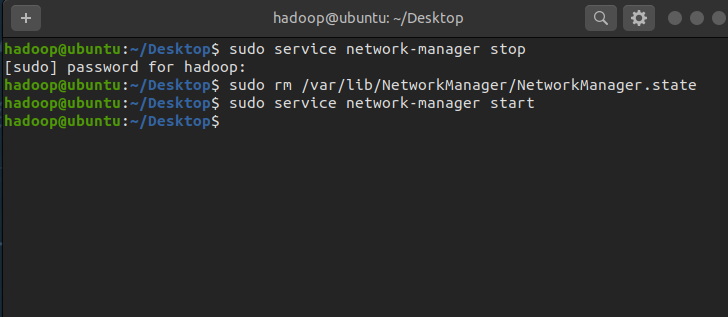 hadoop@ubuntu: ~/Desktop
hadoop@ubuntu:~/Desktop$ sudo service network-manager stop
[sudo] password for hadoop:
hadoop@ubuntu:~/Desktop$ sudo rm /var/lib/NetworkManager/NetworkManager.state
hadoop@ubuntu:~/Desktop$ sudo service network-manager start
hadoop@ubuntu:~/Desktop$